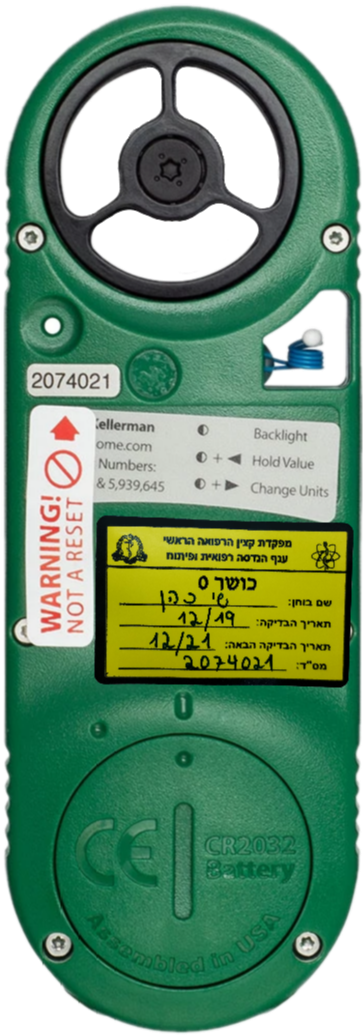 2074021
Kellerman
ome.com
Numbers:
& 5,939,645
Backlight
+ ◄ Hold Value
+ ► Change Units
WARNING!
NOT A RESET
מפקדת קצין הרפואה הראשי
ענף הנדסה רפואית ופיתוח
כושר 0
שם בוחן: שי כהן
תאריך הבדיקה: 12/19
תאריך הבדיקה הבאה: 12/21
מס"ד: 2074021
CE
CR2032
Battery
Assembled in USA